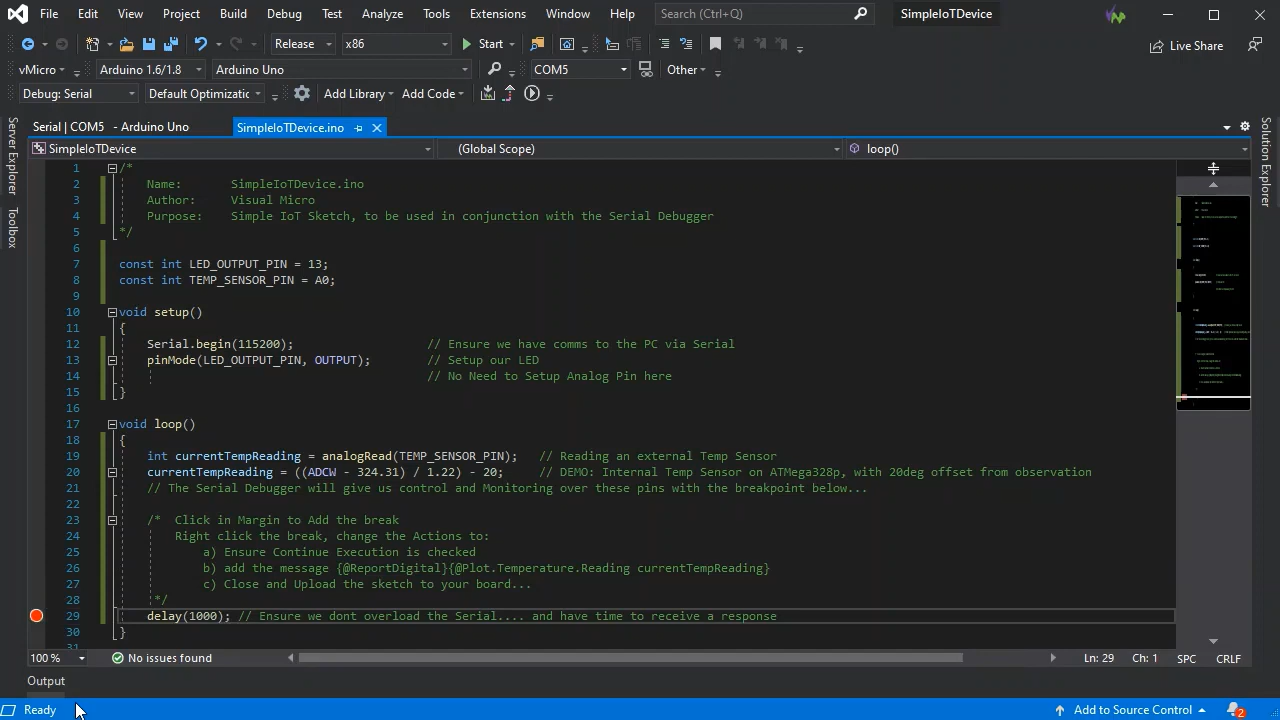 File Edit View Project Build Debug Test Analyze Tools Extensions Window Help Search (Ctrl+Q) SimpleIoTDevice
Release x86 Start Live Share
vMicro Arduino 1.6/1.8 Arduino Uno COM5 Other
Debug: Serial Default Optimizatic Add Library Add Code
Serial | COM5 - Arduino Uno SimpleIoTDevice.ino
Server Explorer
Toolbox
Solution Explorer
SimpleIoTDevice (Global Scope) loop()
1 /*
2 Name: SimpleIoTDevice.ino
3 Author: Visual Micro
4 Purpose: Simple IoT Sketch, to be used in conjunction with the Serial Debugger
5 */
6
7 const int LED_OUTPUT_PIN = 13;
8 const int TEMP_SENSOR_PIN = A0;
9
10 void setup()
11 {
12 Serial.begin(115200); // Ensure we have comms to the PC via Serial
13 pinMode(LED_OUTPUT_PIN, OUTPUT); // Setup our LED
14 // No Need to Setup Analog Pin here
15 }
16
17 void loop()
18 {
19 int currentTempReading = analogRead(TEMP_SENSOR_PIN); // Reading an external Temp Sensor
20 currentTempReading = ((ADCW - 324.31) / 1.22) - 20; // DEMO: Internal Temp Sensor on ATMega328p, with 20deg offset from observation
21 // The Serial Debugger will give us control and Monitoring over these pins with the breakpoint below...
22
23 /* Click in Margin to Add the break
24 Right click the break, change the Actions to:
25 a) Ensure Continue Execution is checked
26 b) add the message {@ReportDigital}{@Plot.Temperature.Reading currentTempReading}
27 c) Close and Upload the sketch to your board...
28 */
29 delay(1000); // Ensure we dont overload the Serial.... and have time to receive a response
30 }
31
100 % No issues found Ln: 29 Ch: 1 SPC CRLF
Output
Ready Add to Source Control 2